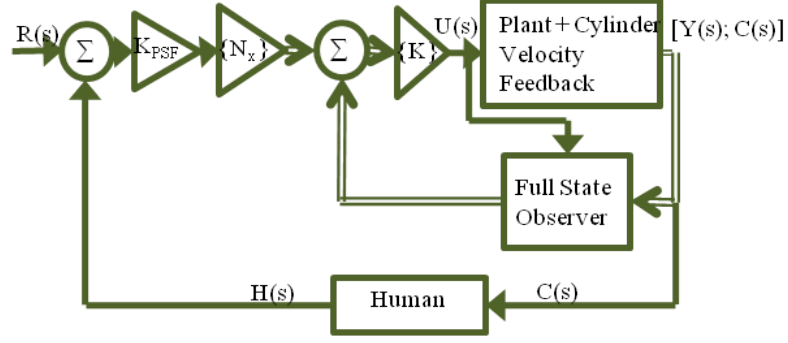 R(s)
Σ
K_PSF
{N_x}
Σ
{K}
U(s)
Plant + Cylinder
Velocity
Feedback
[Y(s); C(s)]
Full State
Observer
H(s)
Human
C(s)